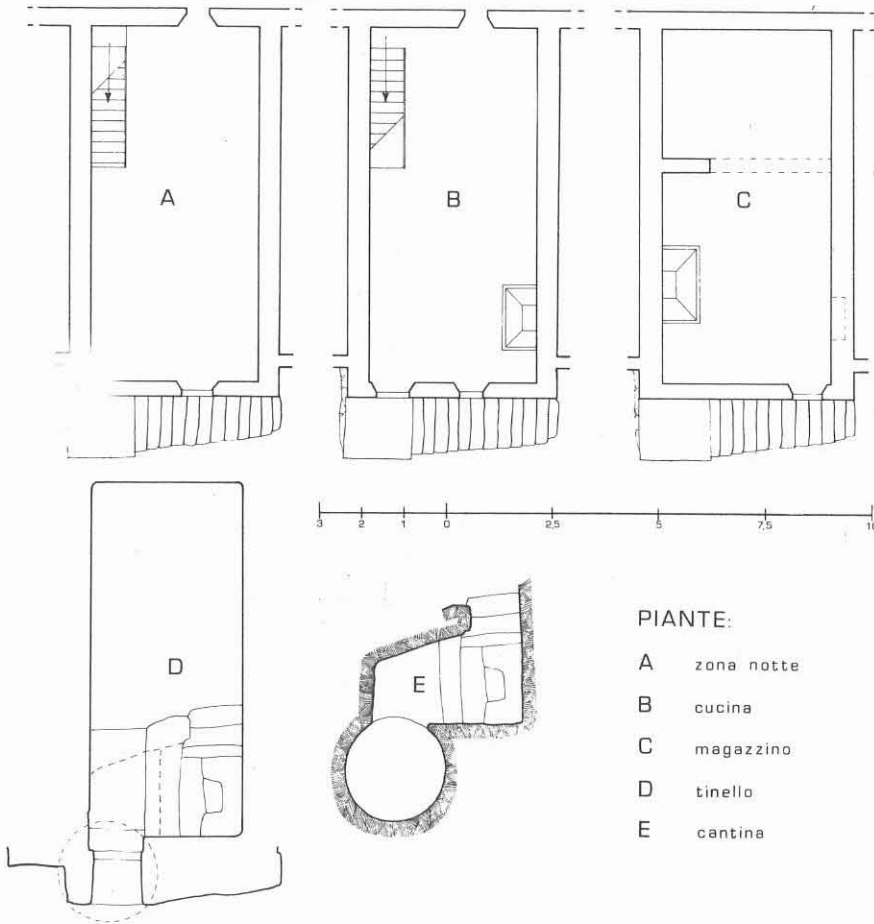 A
B
C
3 2 1 0 2,5 5 7,5 10
D
E
PIANTE:
A zona notte
B cucina
C magazzino
D tinello
E cantina